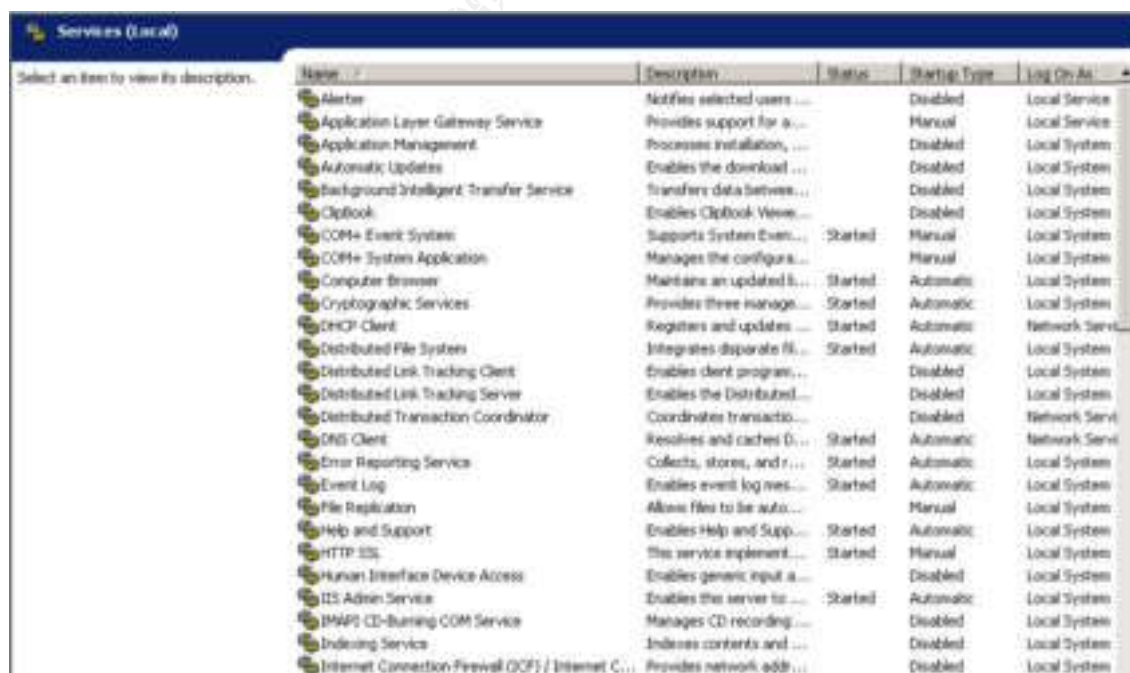 Services (Local)
Select an item to view its description.
Name Description Status Startup Type Log On As
Alerter Notifies selected users ... Disabled Local Service
Application Layer Gateway Service Provides support for a... Manual Local Service
Application Management Processes installation, ... Disabled Local System
Automatic Updates Enables the download ... Disabled Local System
Background Intelligent Transfer Service Transfers data between... Disabled Local System
ClipBook Enables ClipBook Viewe... Disabled Local System
COM+ Event System Supports System Even... Started Manual Local System
COM+ System Application Manages the configura... Manual Local System
Computer Browser Maintains an updated li... Started Automatic Local System
Cryptographic Services Provides three manage... Started Automatic Local System
DHCP Client Registers and updates ... Started Automatic Network Servi
Distributed File System Integrates disparate fil... Started Automatic Local System
Distributed Link Tracking Client Enables client program... Disabled Local System
Distributed Link Tracking Server Enables the Distributed... Disabled Local System
Distributed Transaction Coordinator Coordinates transactio... Disabled Network Servi
DNS Client Resolves and caches D... Started Automatic Network Servi
Error Reporting Service Collects, stores, and r... Started Automatic Local System
Event Log Enables event log mes... Started Automatic Local System
File Replication Allows files to be auto... Manual Local System
Help and Support Enables Help and Supp... Started Automatic Local System
HTTP SSL This service implement... Started Manual Local System
Human Interface Device Access Enables generic input a... Disabled Local System
IIS Admin Service Enables this server to ... Started Automatic Local System
IMAPI CD-Burning COM Service Manages CD recording ... Disabled Local System
Indexing Service Indexes contents and ... Disabled Local System
Internet Connection Firewall (ICF) / Internet C... Provides network addr... Disabled Local System